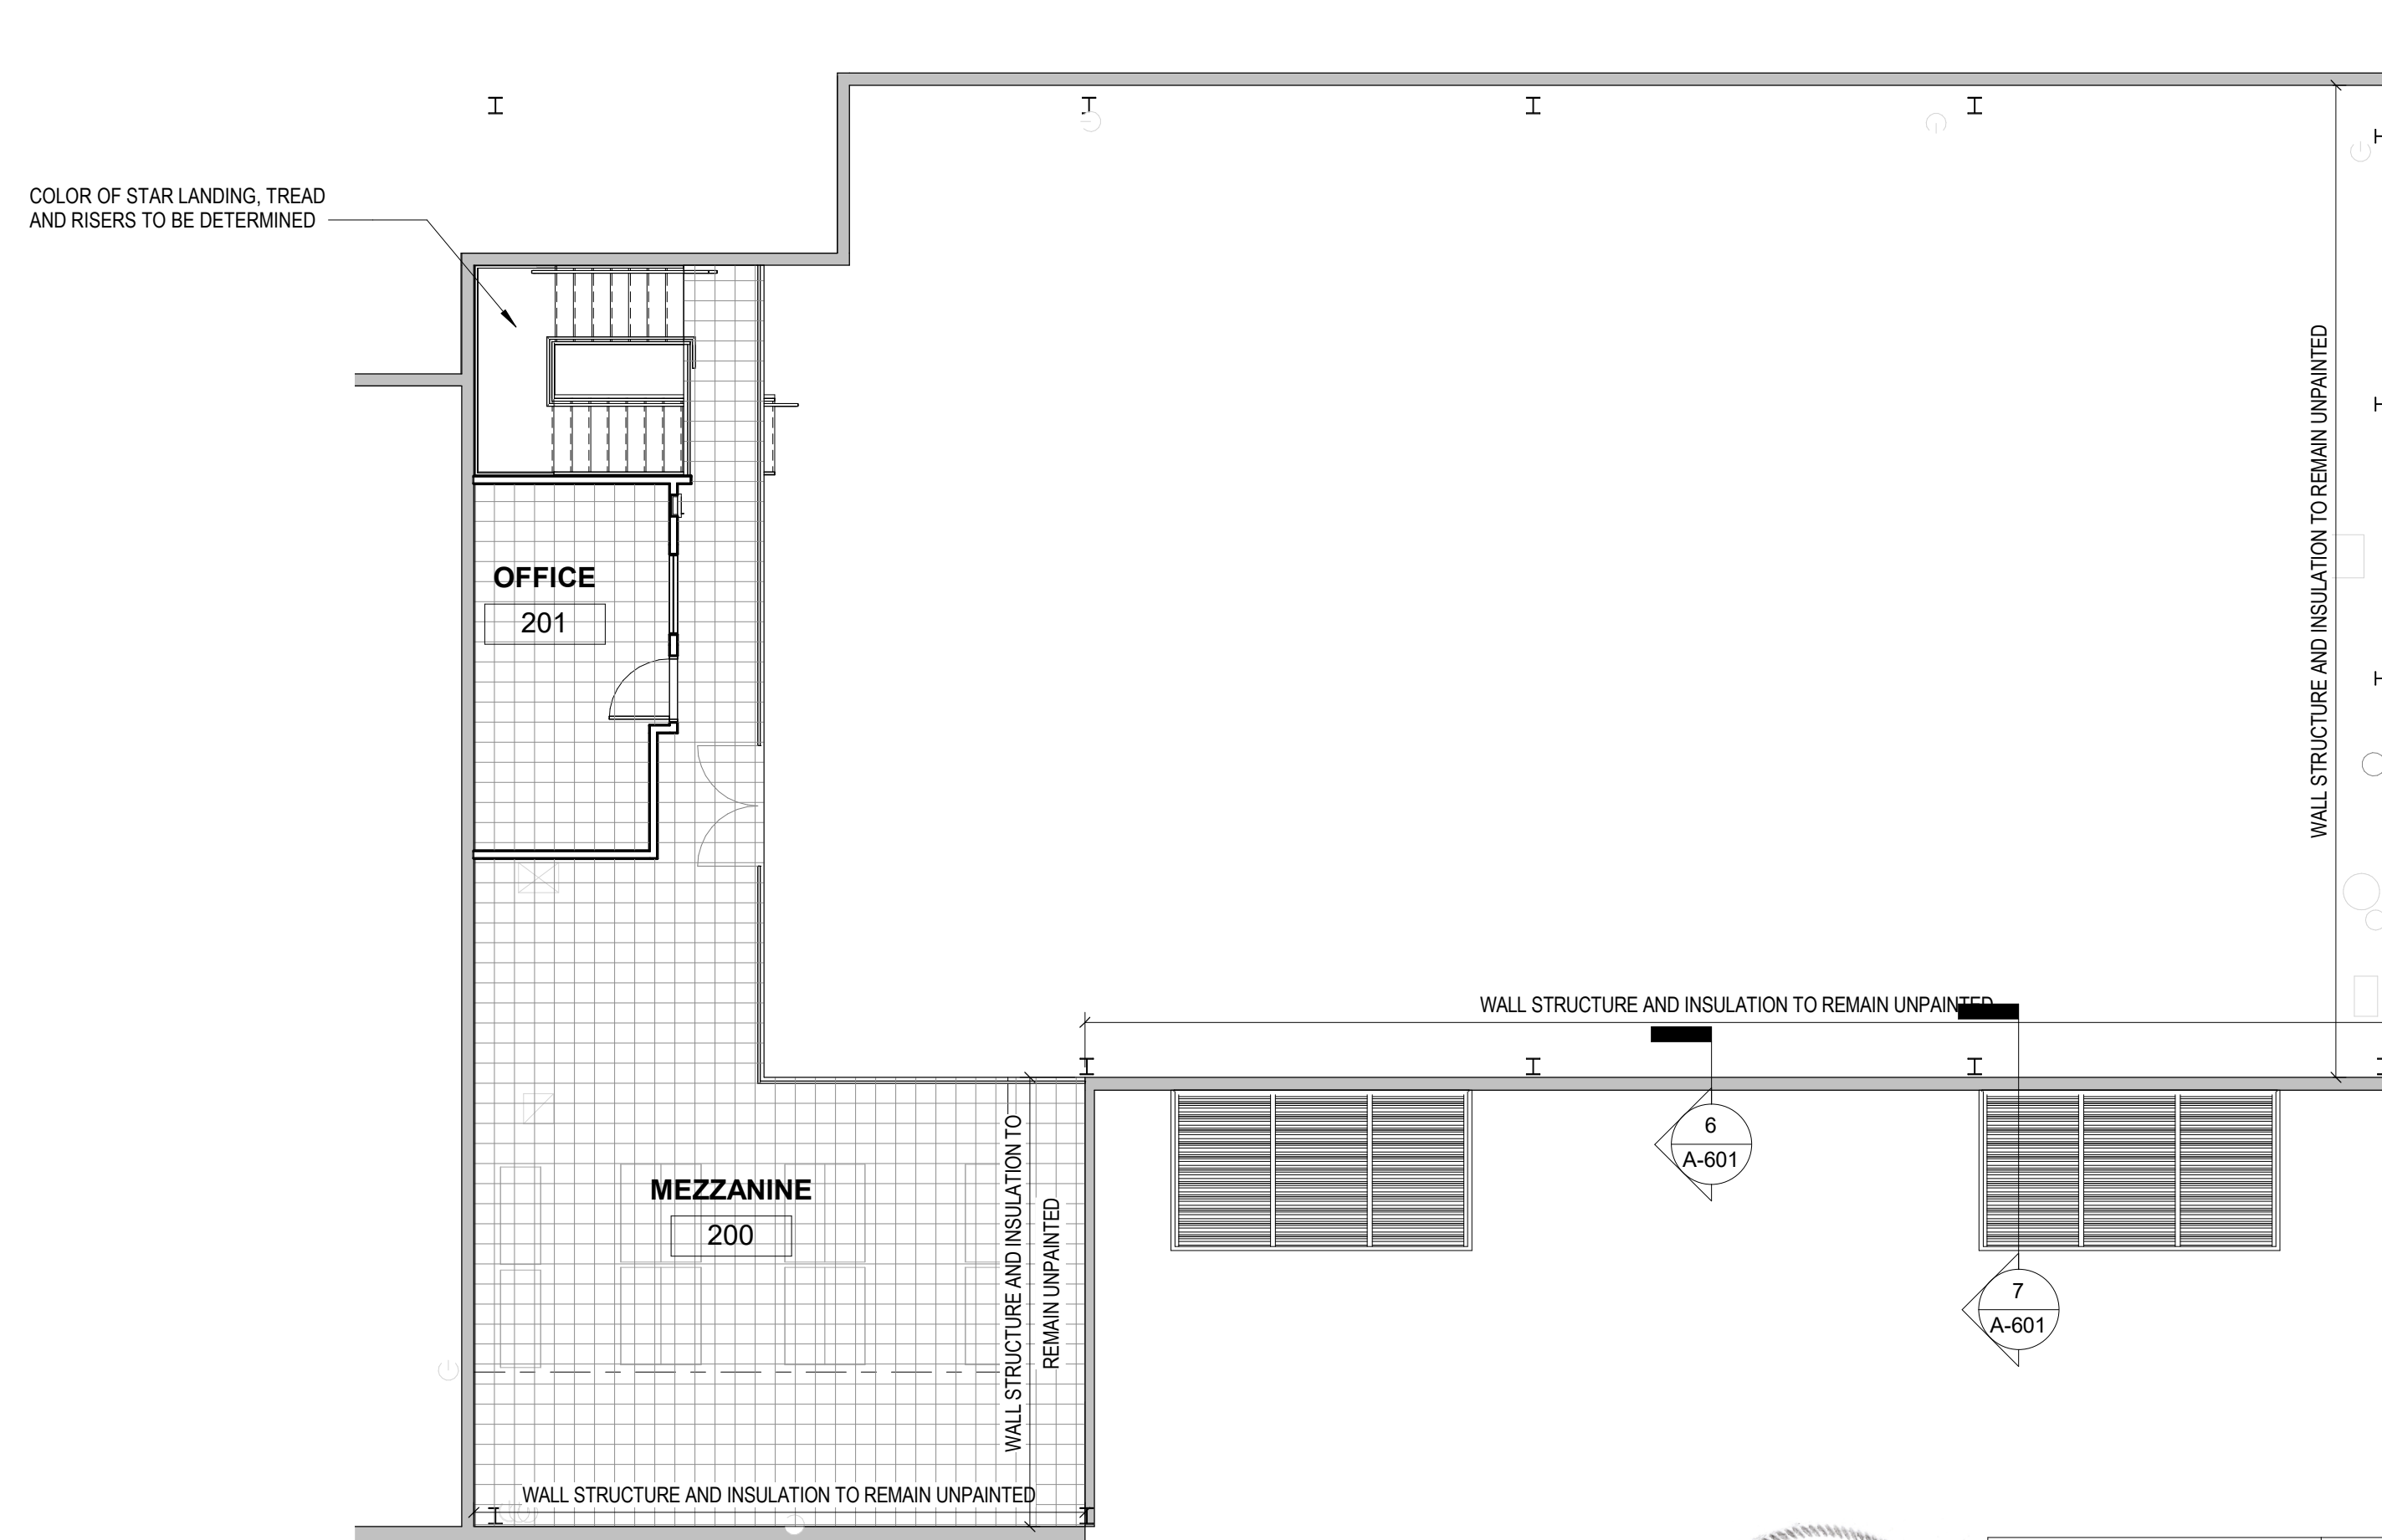 COLOR OF STAR LANDING, TREAD
AND RISERS TO BE DETERMINED
OFFICE
201
WALL STRUCTURE AND INSULATION TO REMAIN UNPAINTED
WALL STRUCTURE AND INSULATION TO REMAIN UNPAINTED
6
A-601
7
A-601
MEZZANINE
200
WALL STRUCTURE AND INSULATION TO
REMAIN UNPAINTED
WALL STRUCTURE AND INSULATION TO REMAIN UNPAINTED